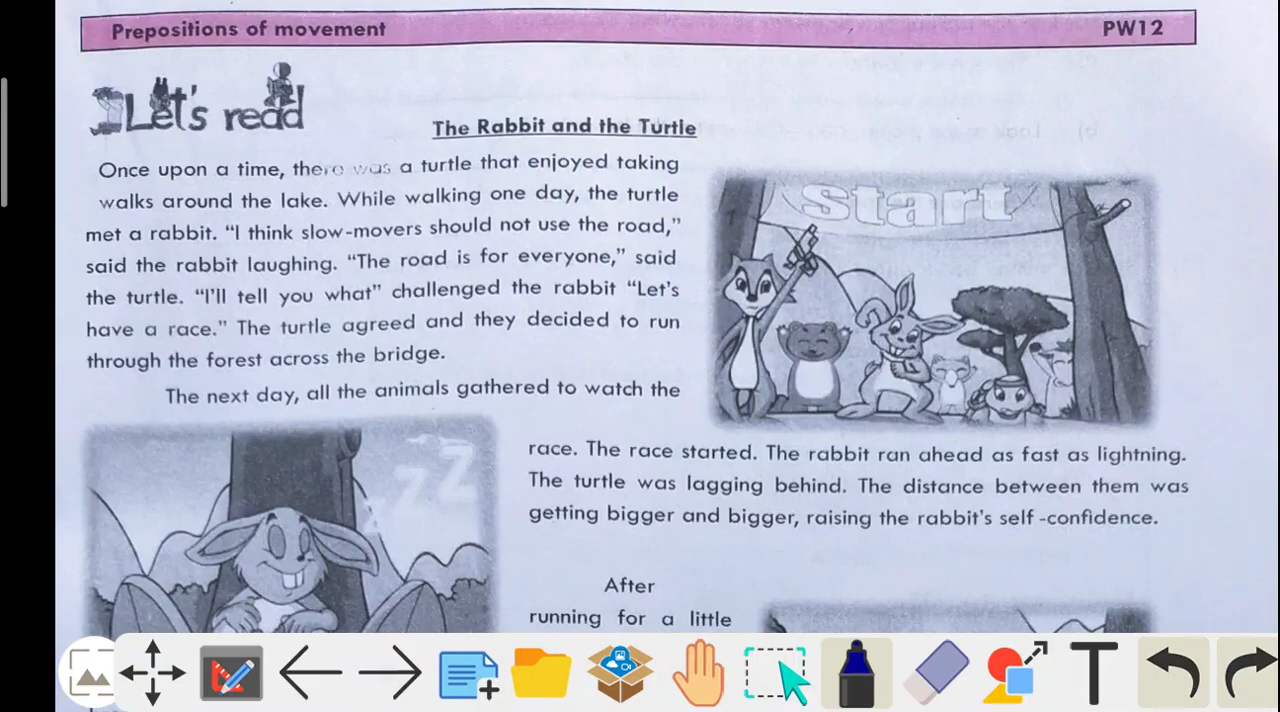 Prepositions of movement PW12
Let's read
The Rabbit and the Turtle
Once upon a time, there was a turtle that enjoyed taking
walks around the lake. While walking one day, the turtle
met a rabbit. “I think slow-movers should not use the road,”
said the rabbit laughing. “The road is for everyone,” said
the turtle. “I’ll tell you what” challenged the rabbit “Let’s
have a race.” The turtle agreed and they decided to run
through the forest across the bridge.
The next day, all the animals gathered to watch the
Start
zZ
race. The race started. The rabbit ran ahead as fast as lightning.
The turtle was lagging behind. The distance between them was
getting bigger and bigger, raising the rabbit’s self -confidence.
After
running for a little
T